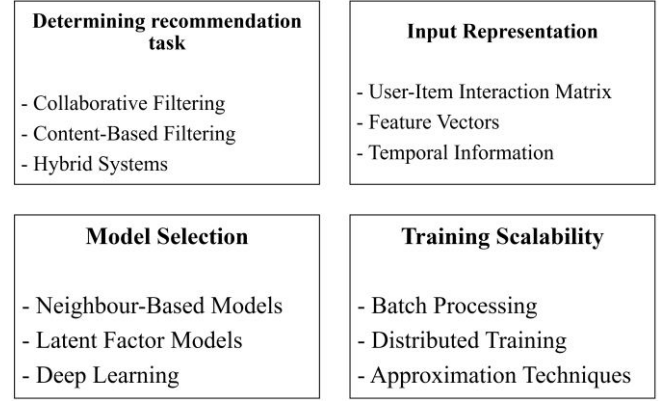 Determining recommendation
task
- Collaborative Filtering
- Content-Based Filtering
- Hybrid Systems
Input Representation
- User-Item Interaction Matrix
- Feature Vectors
- Temporal Information
Model Selection
- Neighbour-Based Models
- Latent Factor Models
- Deep Learning
Training Scalability
- Batch Processing
- Distributed Training
- Approximation Techniques